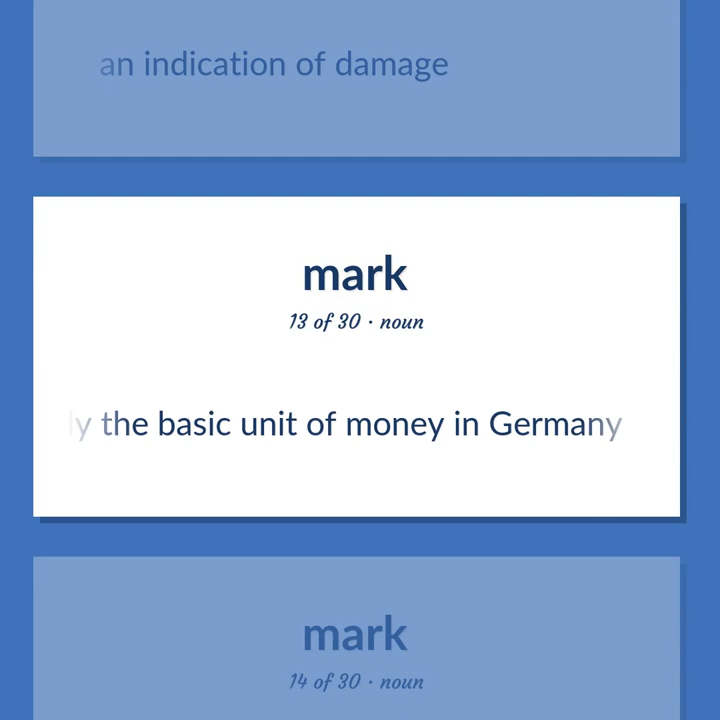 an indication of damage
mark
13 of 30 · noun
the basic unit of money in Germany
mark
14 of 30 · noun